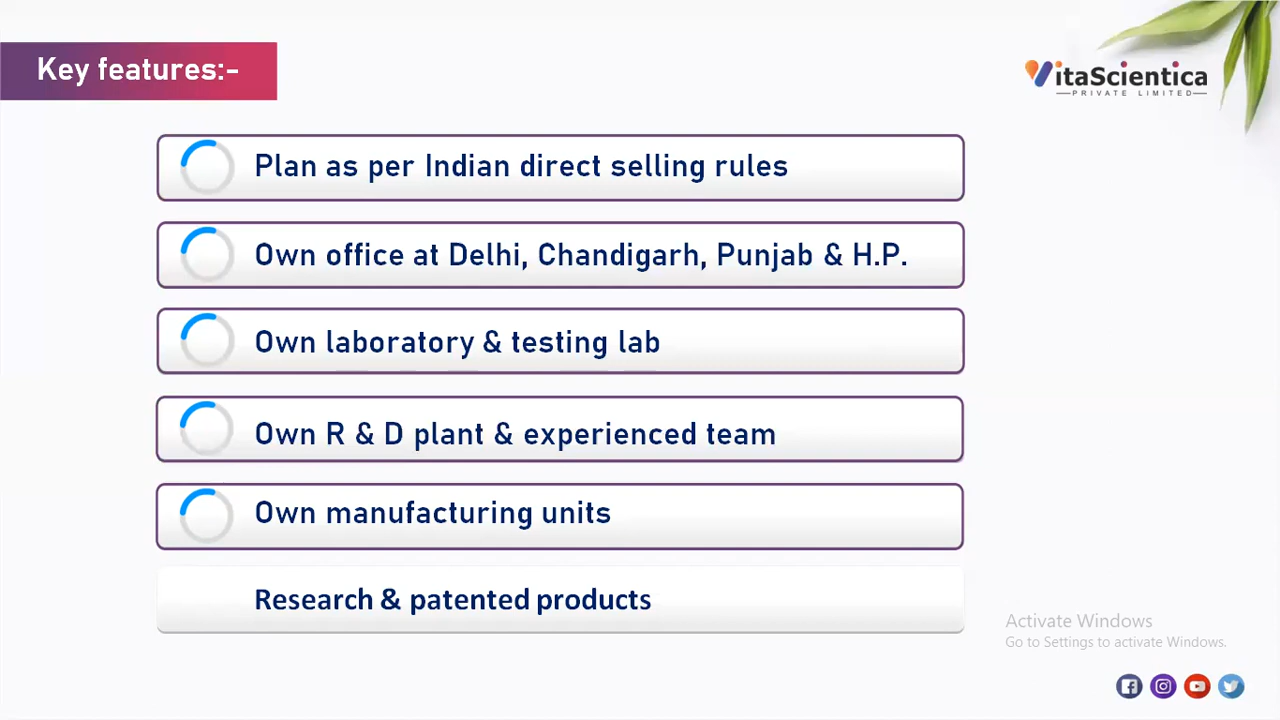 Key features:-
VitaScientica
PRIVATE LIMITED
Plan as per Indian direct selling rules
Own office at Delhi, Chandigarh, Punjab & H.P.
Own laboratory & testing lab
Own R & D plant & experienced team
Own manufacturing units
Research & patented products
Activate Windows
Go to Settings to activate Windows.